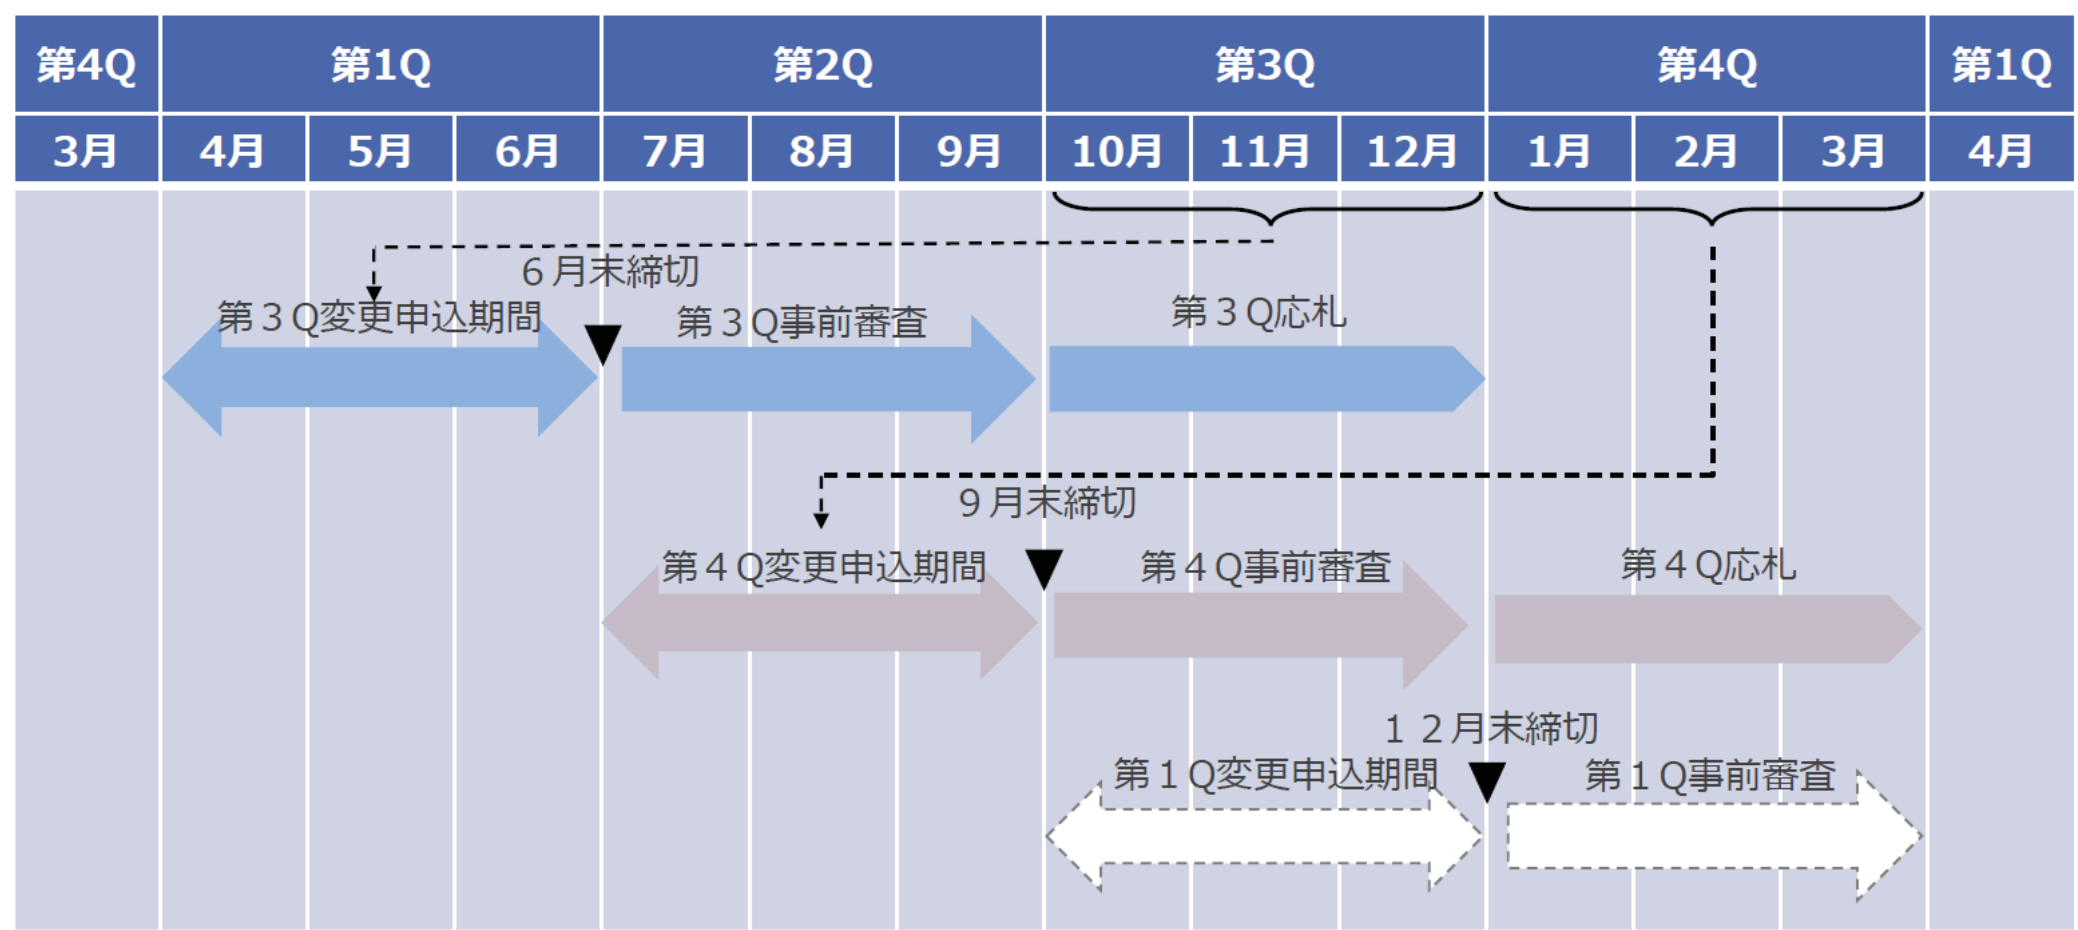 第4Q 第1Q 第2Q 第3Q 第4Q 第1Q
3月 4月 5月 6月 7月 8月 9月 10月 11月 12月 1月 2月 3月 4月
６月末締切
第３Q変更申込期間 第３Q事前審査 第３Q応札
９月末締切
第４Q変更申込期間 第４Q事前審査 第４Q応札
１２月末締切
第１Q変更申込期間 第１Q事前審査